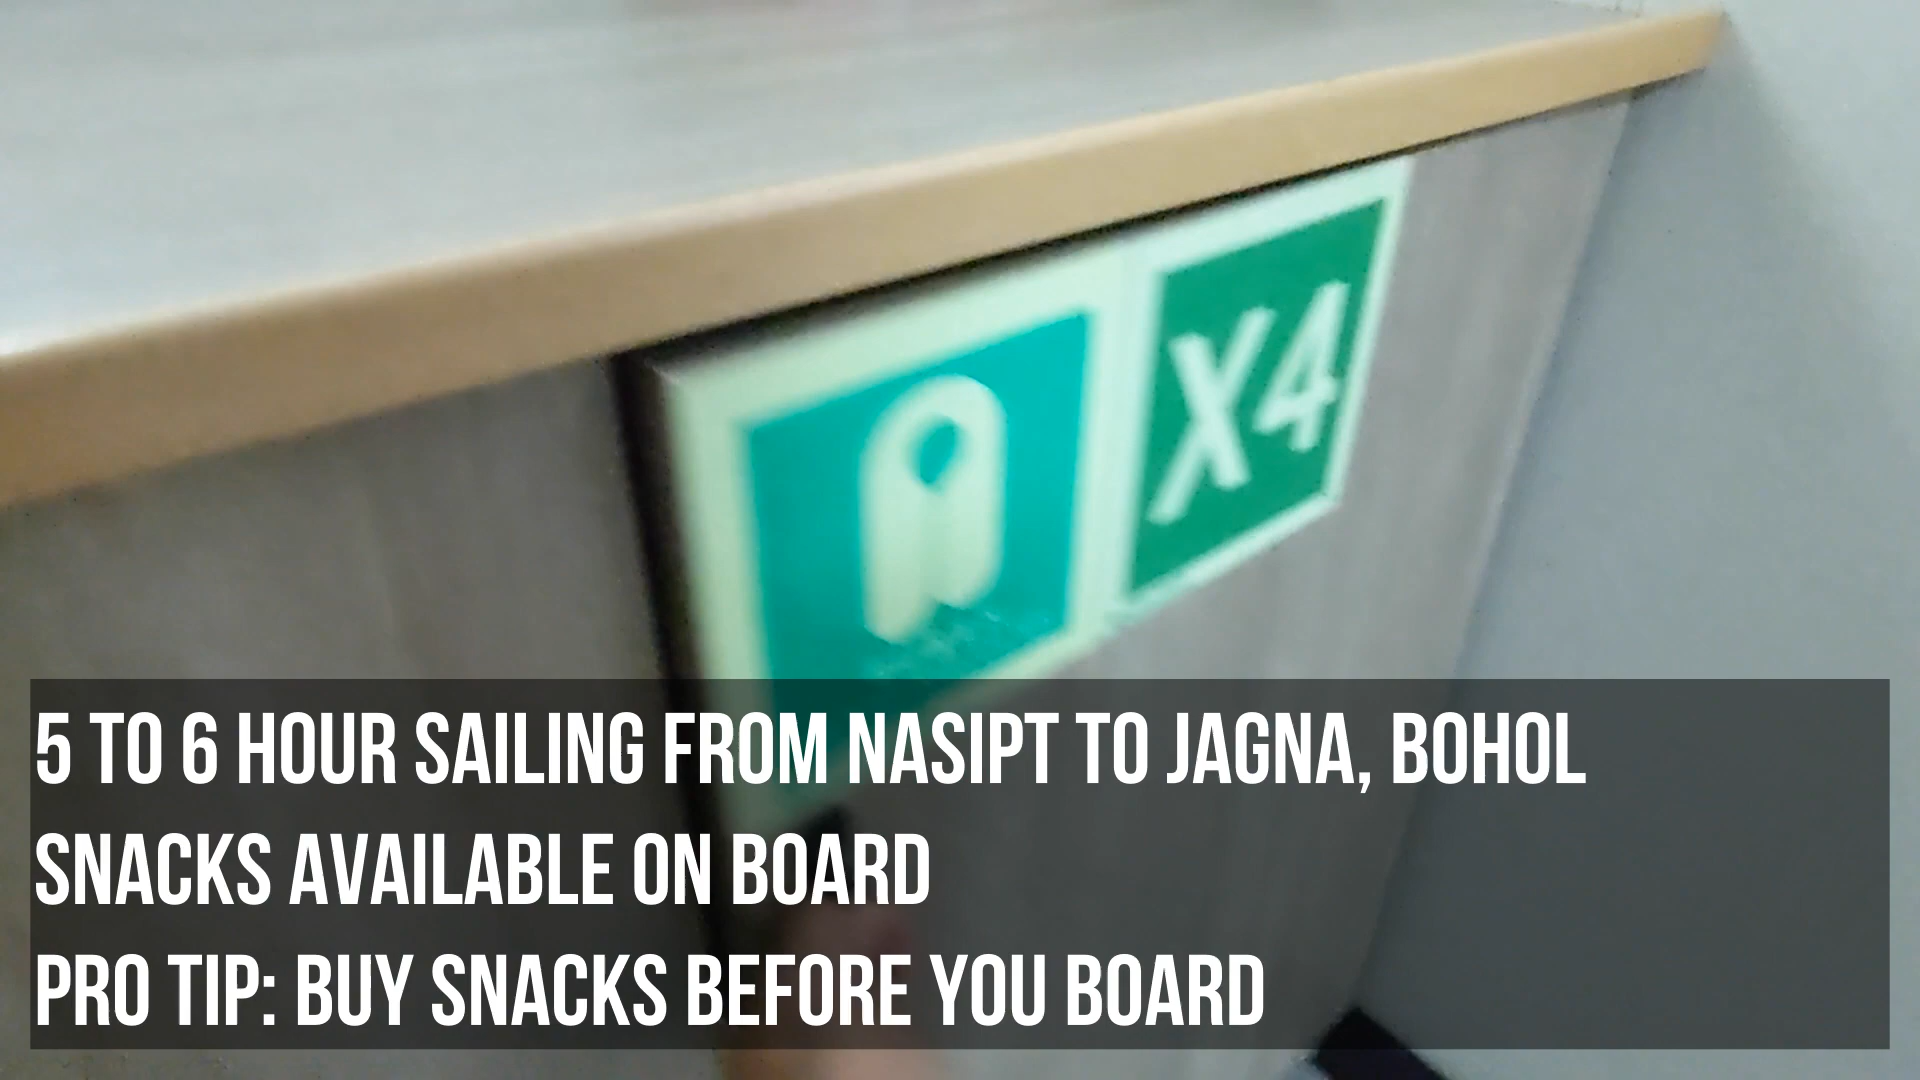 X4
5 TO 6 HOUR SAILING FROM NASIPT TO JAGNA, BOHOL
SNACKS AVAILABLE ON BOARD
PRO TIP: BUY SNACKS BEFORE YOU BOARD